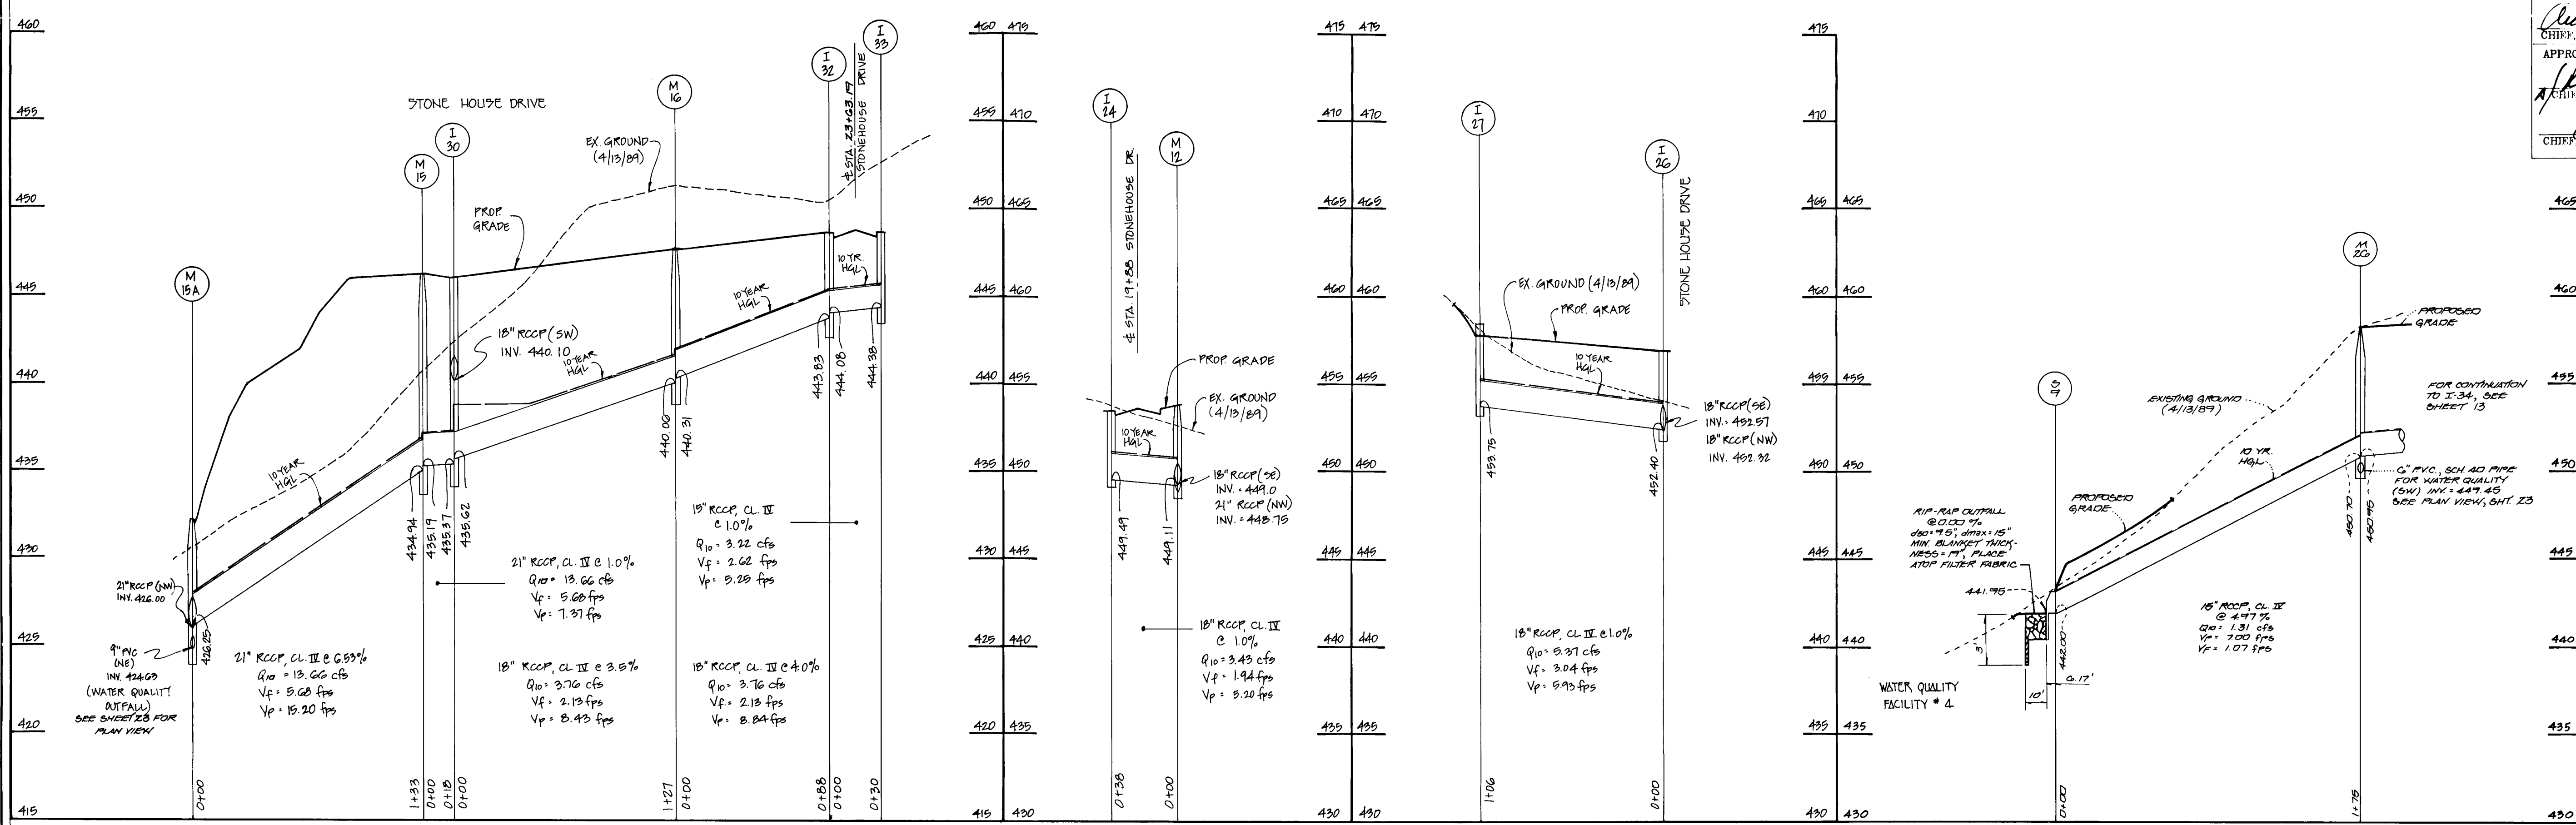 460
455
450
445
440
435
430
425
420
415
STONE HOUSE DRIVE
M
15A
M
15
I
30
M
16
I
32
I
33
℄ STA. 23+63.19
STONEHOUSE DRIVE
EX. GROUND
(4/13/89)
PROP.
GRADE
10 YR.
HGL
10 YEAR
HGL
18" RCCP (SW)
INV. 440.10
10 YEAR
HGL
10 YEAR
HGL
443.83
444.08
444.38
440.06
440.31
434.94
435.19
435.37
435.62
426.25
21" RCCP (NW)
INV. 426.00
9" PVC
(NE)
INV. 424.63
(WATER QUALITY
OUTFALL)
SEE SHEET 23 FOR
PLAN VIEW
21" RCCP, CL. IV @ 6.53%
Q10 = 13.66 cfs
Vf = 5.68 fps
Vp = 15.20 fps
21" RCCP, CL. IV @ 1.0%
Q10 = 13.66 cfs
Vf = 5.68 fps
Vp = 7.37 fps
18" RCCP, CL. IV @ 3.5%
Q10 = 3.76 cfs
Vf = 2.13 fps
Vp = 8.43 fps
15" RCCP, CL. IV
@ 1.0%
Q10 = 3.22 cfs
Vf = 2.62 fps
Vp = 5.25 fps
18" RCCP, CL. IV @ 4.0%
Q10 = 3.76 cfs
Vf = 2.13 fps
Vp = 8.84 fps
0+00
1+33
0+00
0+18
0+00
1+27
0+00
0+88
0+00
0+30
460 475
455 470
450 465
445 460
440 455
435 450
430 445
425 440
420 435
415 430
I
24
M
12
℄ STA. 19+88 STONEHOUSE DR.
PROP. GRADE
EX. GROUND
(4/13/89)
10 YEAR
HGL
18" RCCP (SE)
INV. = 449.0
21" RCCP (NW)
INV. = 448.75
449.49
449.11
18" RCCP, CL. IV
@ 1.0%
Q10 = 3.43 cfs
Vf = 1.94 fps
Vp = 5.20 fps
0+38
0+00
475 475
470 470
465 465
460 460
455 455
450 450
445 445
440 440
435 435
430 430
I
27
I
26
STONE HOUSE DRIVE
EX. GROUND (4/13/89)
PROP. GRADE
10 YEAR
HGL
18" RCCP (SE)
INV. = 452.57
18" RCCP (NW)
INV. 452.32
453.75
452.40
18" RCCP, CL. IV @ 1.0%
Q10 = 5.37 cfs
Vf = 3.04 fps
Vp = 5.93 fps
1+06
0+00
475
470
465 465
460 460
455 455
450 450
445 445
440 440
435 435
430 430
S
9
M
26
PROPOSED
GRADE
FOR CONTINUATION
TO I-34, SEE
SHEET 13
EXISTING GROUND
(4/13/89)
10 YR.
HGL
PROPOSED
GRADE
6" P.V.C., SCH. 40 PIPE
FOR WATER QUALITY
(SW) INV. = 449.45
SEE PLAN VIEW, SHT. 23
450.70
450.95
RIP-RAP OUTFALL
@ 0.00 %
d50 = 9.5", dmax = 15"
MIN. BLANKET THICK-
NESS = 19", PLACE
ATOP FILTER FABRIC
441.95
442.00
3'
10'
6.17'
15" RCCP, CL. IV
@ 4.97 %
Q10 = 1.31 cfs
VP = 7.00 fps
VF = 1.07 fps
WATER QUALITY
FACILITY # 4
0+00
1+75
465
460
455
450
445
440
435
430
CHIEF,
APPRO
CHIEF